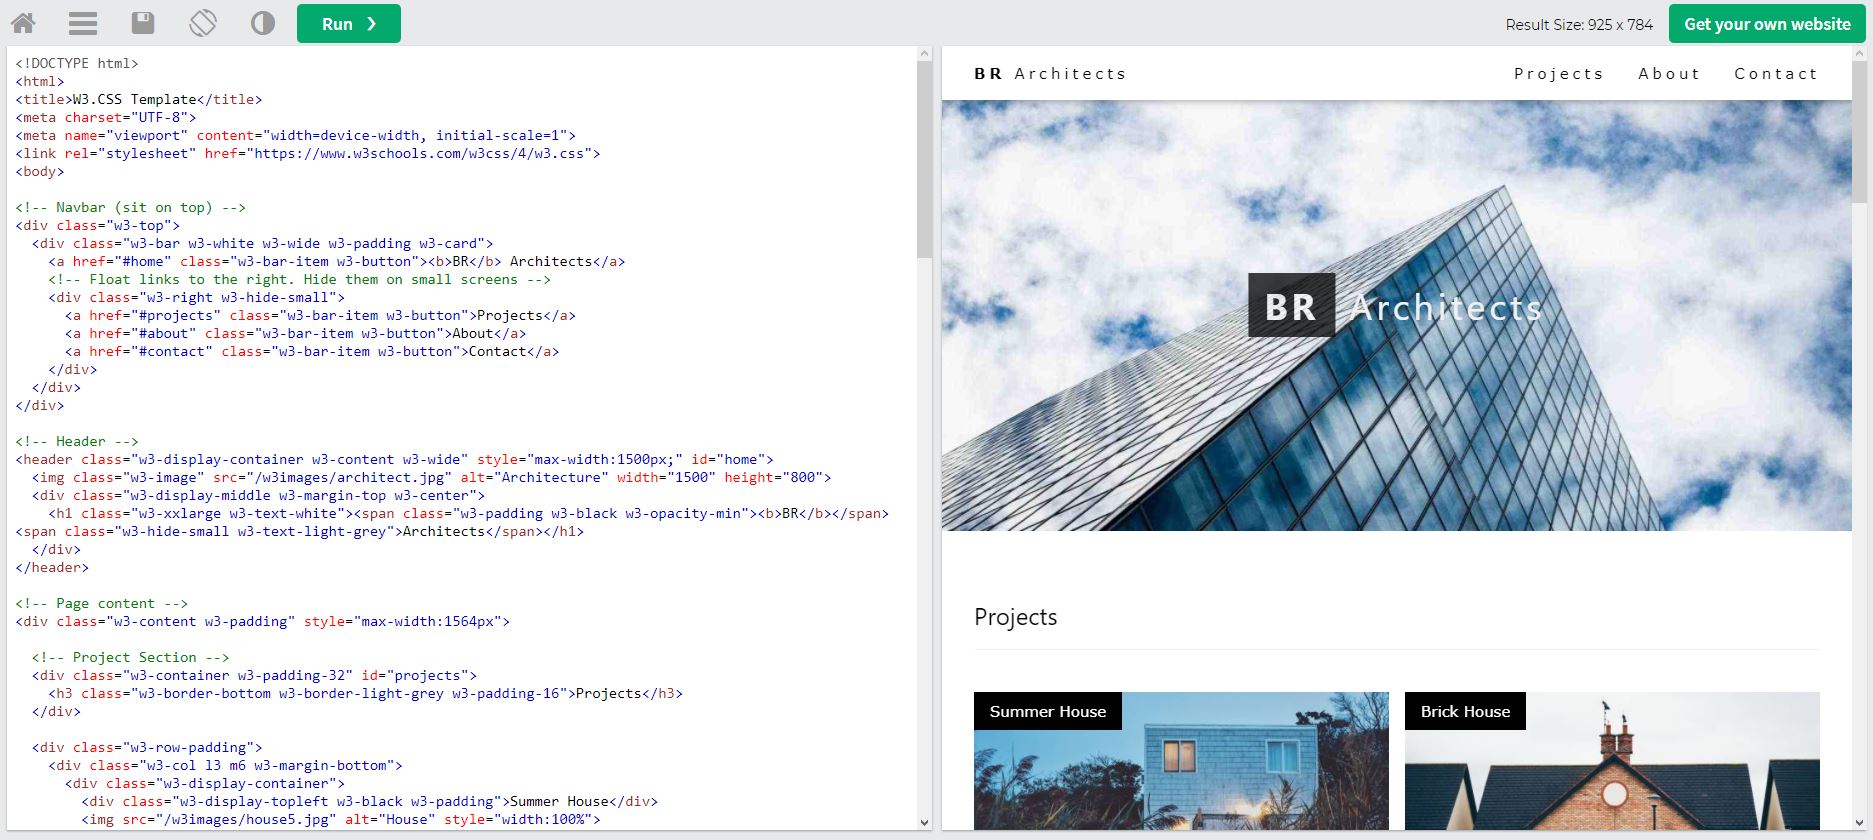 Run ❯
Result Size: 925 x 784
Get your own website
<!DOCTYPE html>
<html>
<title>W3.CSS Template</title>
<meta charset="UTF-8">
<meta name="viewport" content="width=device-width, initial-scale=1">
<link rel="stylesheet" href="https://www.w3schools.com/w3css/4/w3.css">
<body>
<!-- Navbar (sit on top) -->
<div class="w3-top">
<div class="w3-bar w3-white w3-wide w3-padding w3-card">
<a href="#home" class="w3-bar-item w3-button"><b>BR</b> Architects</a>
<!-- Float links to the right. Hide them on small screens -->
<div class="w3-right w3-hide-small">
<a href="#projects" class="w3-bar-item w3-button">Projects</a>
<a href="#about" class="w3-bar-item w3-button">About</a>
<a href="#contact" class="w3-bar-item w3-button">Contact</a>
</div>
</div>
</div>
<!-- Header -->
<header class="w3-display-container w3-content w3-wide" style="max-width:1500px;" id="home">
<img class="w3-image" src="/w3images/architect.jpg" alt="Architecture" width="1500" height="800">
<div class="w3-display-middle w3-margin-top w3-center">
<h1 class="w3-xxlarge w3-text-white"><span class="w3-padding w3-black w3-opacity-min"><b>BR</b></span>
<span class="w3-hide-small w3-text-light-grey">Architects</span></h1>
</div>
</header>
<!-- Page content -->
<div class="w3-content w3-padding" style="max-width:1564px">
<!-- Project Section -->
<div class="w3-container w3-padding-32" id="projects">
<h3 class="w3-border-bottom w3-border-light-grey w3-padding-16">Projects</h3>
</div>
<div class="w3-row-padding">
<div class="w3-col l3 m6 w3-margin-bottom">
<div class="w3-display-container">
<div class="w3-display-topleft w3-black w3-padding">Summer House</div>
<img src="/w3images/house5.jpg" alt="House" style="width:100%">
BR Architects
Projects About Contact
BR Architects
Projects
Summer House
Brick House